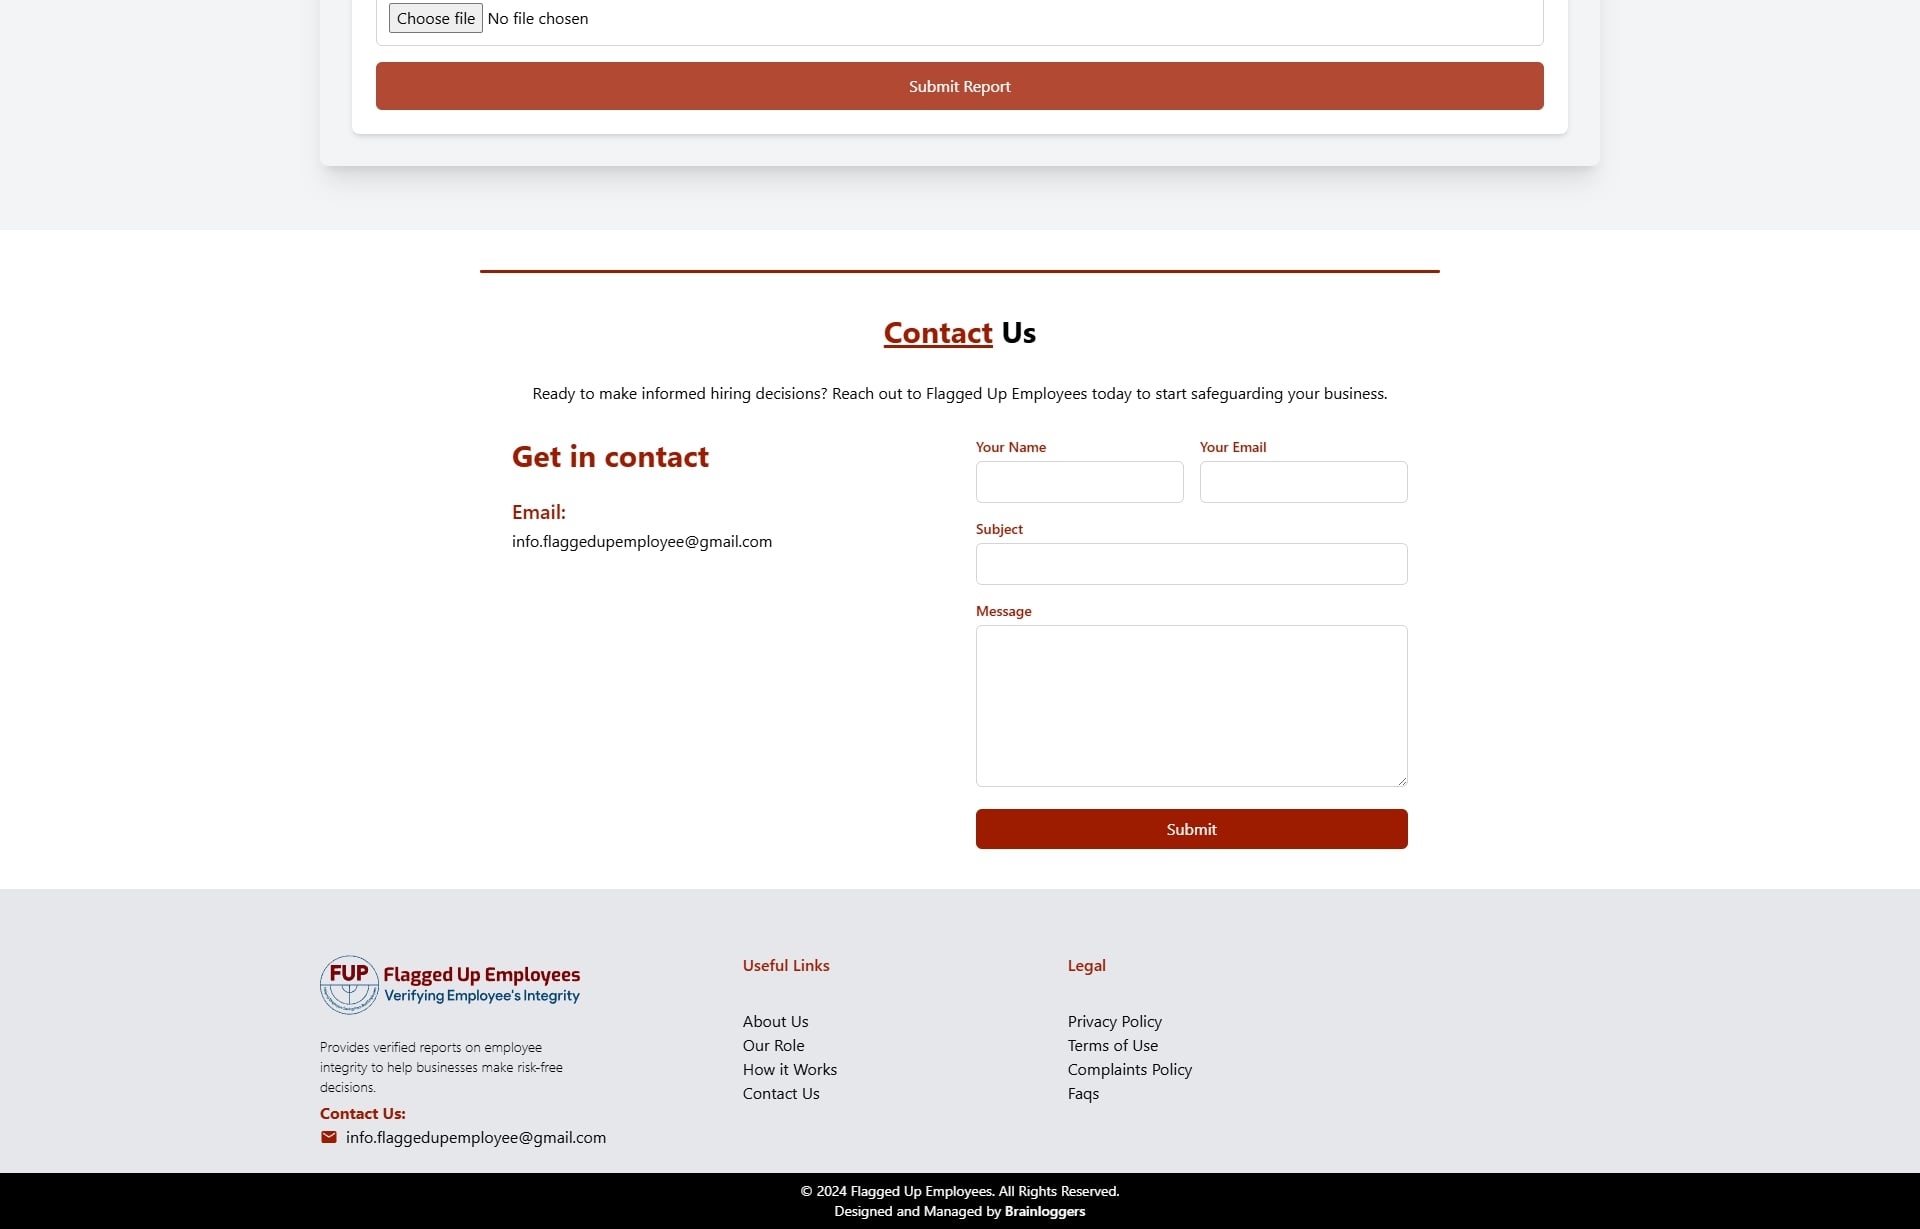 Choose file No file chosen
Submit Report
Contact Us
Ready to make informed hiring decisions? Reach out to Flagged Up Employees today to start safeguarding your business.
Get in contact
Email:
info.flaggedupemployee@gmail.com
Your Name
Your Email
Subject
Message
Submit
FUP
Flagged Up Employees
Verifying Employee's Integrity
Provides verified reports on employee
integrity to help businesses make risk-free
decisions.
Contact Us:
info.flaggedupemployee@gmail.com
Useful Links
About Us
Our Role
How it Works
Contact Us
Legal
Privacy Policy
Terms of Use
Complaints Policy
Faqs
© 2024 Flagged Up Employees. All Rights Reserved.
Designed and Managed by Brainloggers